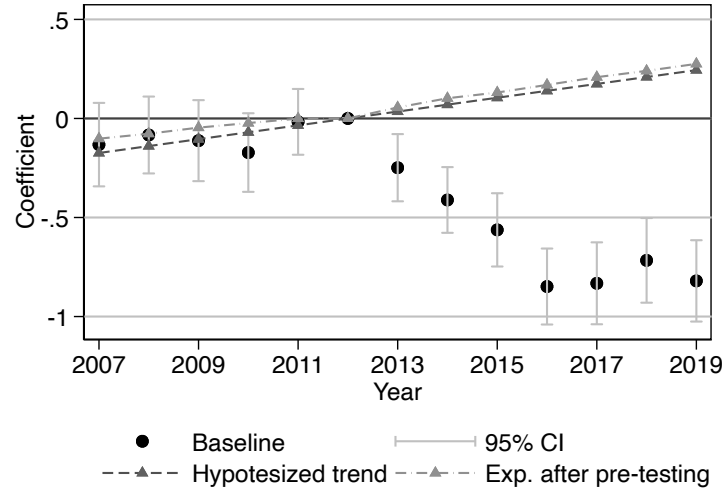 .5
0
-.5
-1
Coefficient
2007 2009 2011 2013 2015 2017 2019
Year
Baseline 95% CI
Hypotesized trend Exp. after pre-testing